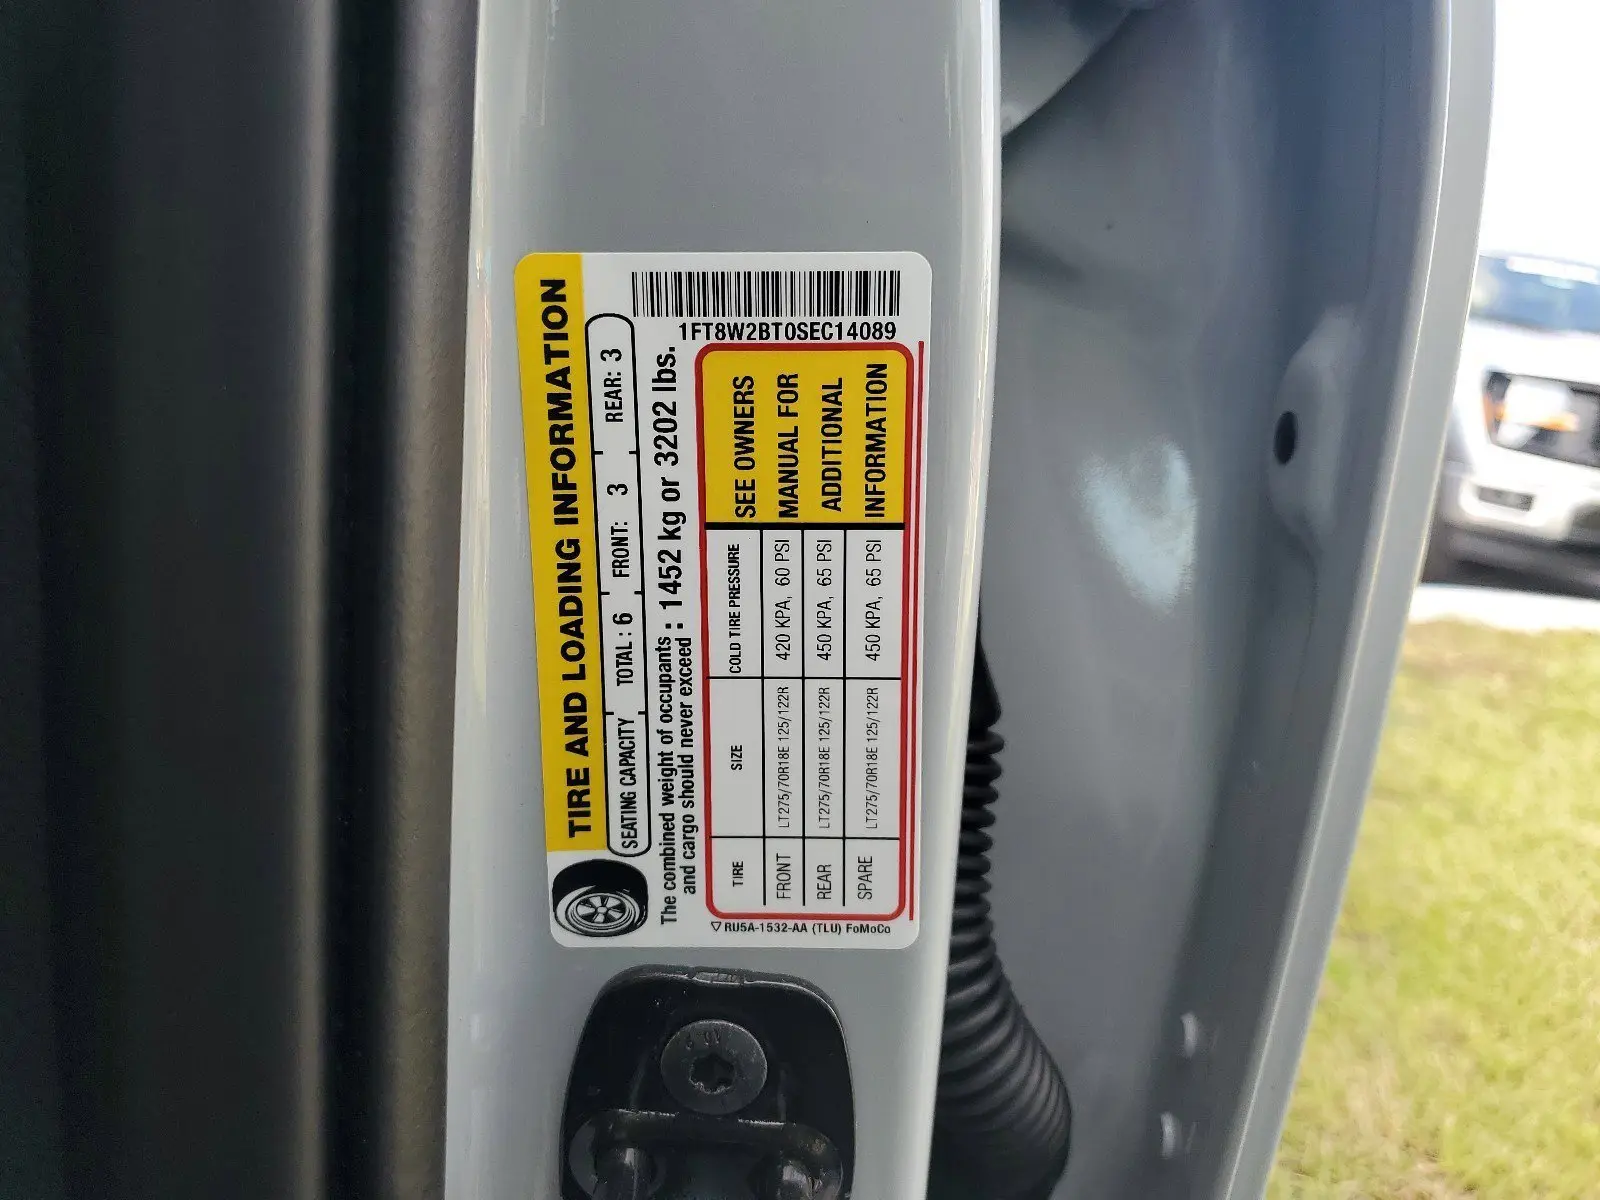 1FT8W2BT0SEC14089
TIRE AND LOADING INFORMATION
SEATING CAPACITY TOTAL : 6 FRONT: 3 REAR: 3
The combined weight of occupants
and cargo should never exceed : 1452 kg or 3202 lbs.
TIRE SIZE COLD TIRE PRESSURE
FRONT LT275/70R18E 125/122R 420 KPA, 60 PSI
REAR LT275/70R18E 125/122R 450 KPA, 65 PSI
SPARE LT275/70R18E 125/122R 450 KPA, 65 PSI
SEE OWNERS
MANUAL FOR
ADDITIONAL
INFORMATION
RU5A-1532-AA (TLU) FoMoCo